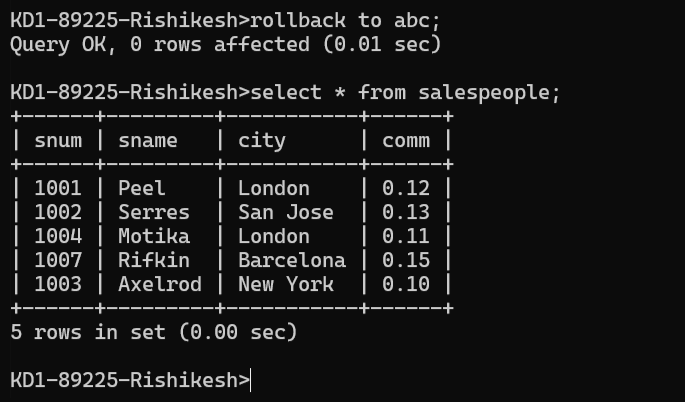 KD1-89225-Rishikesh>rollback to abc;
Query OK, 0 rows affected (0.01 sec)

KD1-89225-Rishikesh>select * from salespeople;
+------+---------+-----------+------+
| snum | sname   | city      | comm |
+------+---------+-----------+------+
| 1001 | Peel    | London    | 0.12 |
| 1002 | Serres  | San Jose  | 0.13 |
| 1004 | Motika  | London    | 0.11 |
| 1007 | Rifkin  | Barcelona | 0.15 |
| 1003 | Axelrod | New York  | 0.10 |
+------+---------+-----------+------+
5 rows in set (0.00 sec)

KD1-89225-Rishikesh>